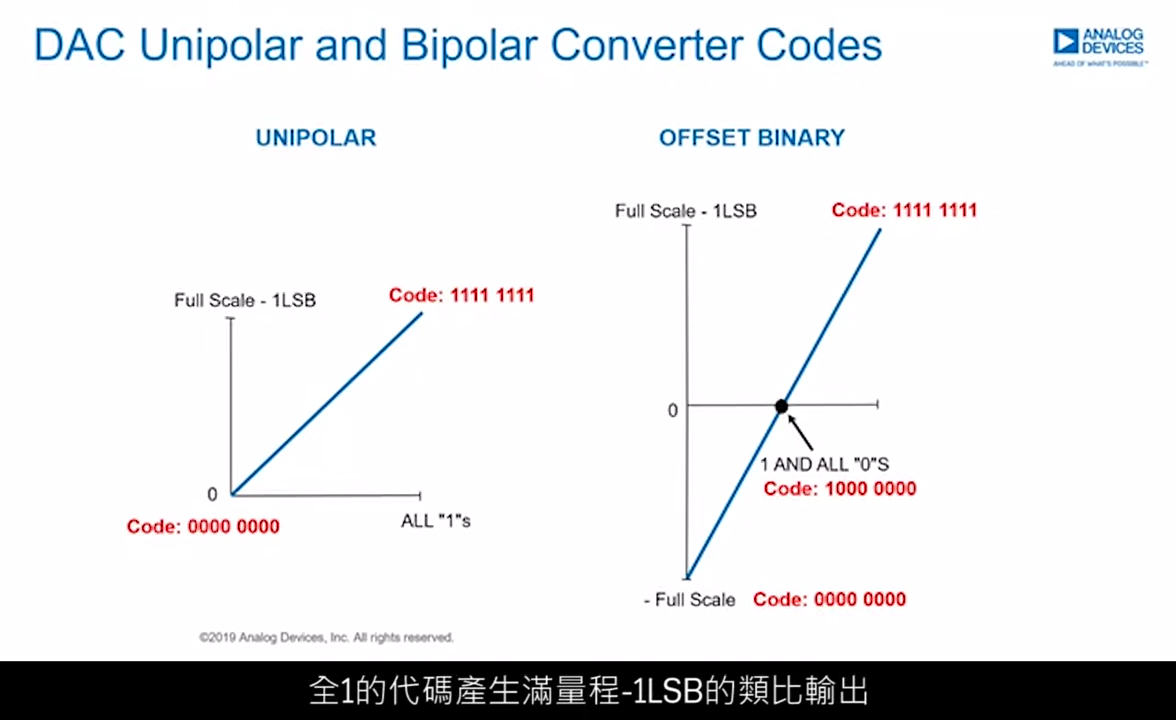 DAC Unipolar and Bipolar Converter Codes
ANALOG
DEVICES
AHEAD OF WHAT'S POSSIBLE™
UNIPOLAR
Full Scale - 1LSB
Code: 1111 1111
0
Code: 0000 0000
ALL "1"s
OFFSET BINARY
Full Scale - 1LSB
Code: 1111 1111
0
1 AND ALL "0"S
Code: 1000 0000
- Full Scale
Code: 0000 0000
©2019 Analog Devices, Inc. All rights reserved.
全1的代碼產生滿量程-1LSB的類比輸出